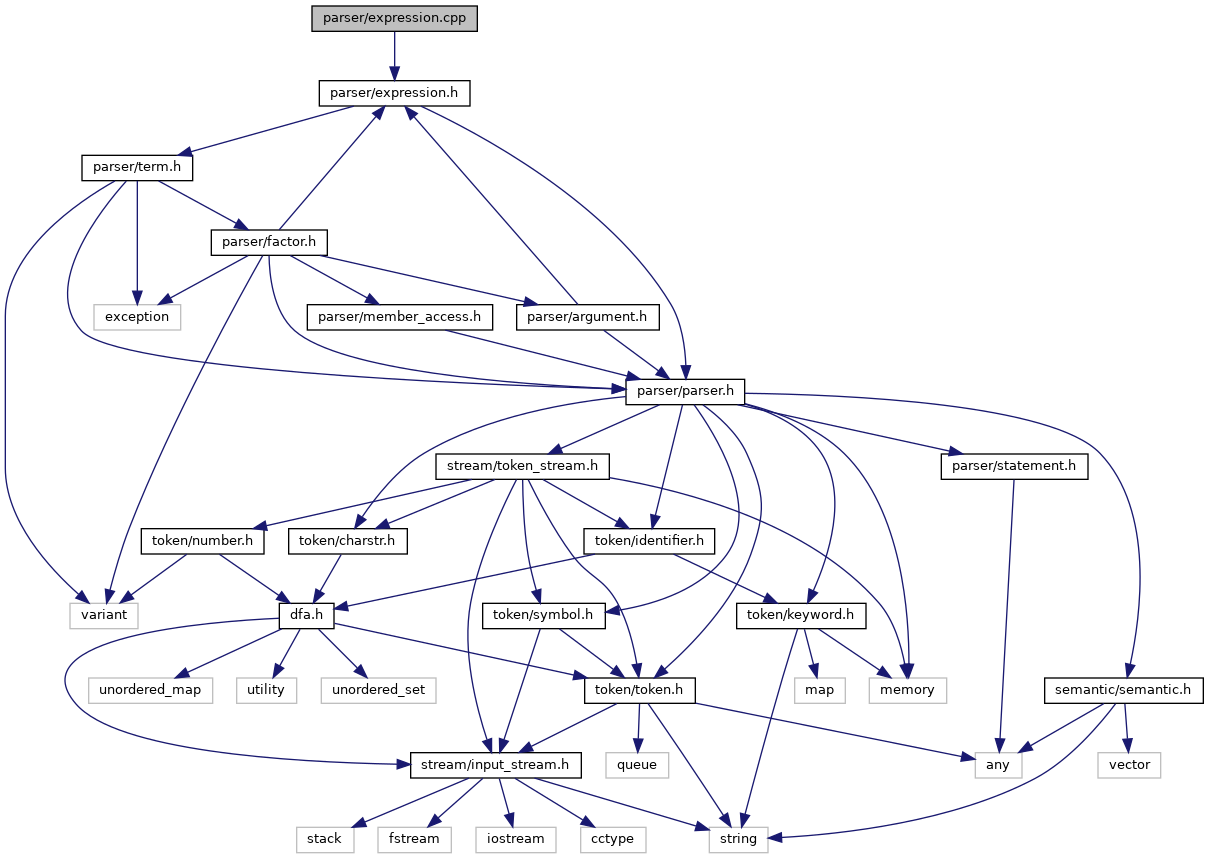 parser/expression.cpp
parser/expression.h
parser/term.h
parser/factor.h
exception
parser/member_access.h
parser/argument.h
parser/parser.h
stream/token_stream.h
parser/statement.h
token/number.h
token/charstr.h
token/identifier.h
variant
dfa.h
token/symbol.h
token/keyword.h
unordered_map
utility
unordered_set
token/token.h
map
memory
semantic/semantic.h
stream/input_stream.h
queue
any
vector
stack
fstream
iostream
cctype
string